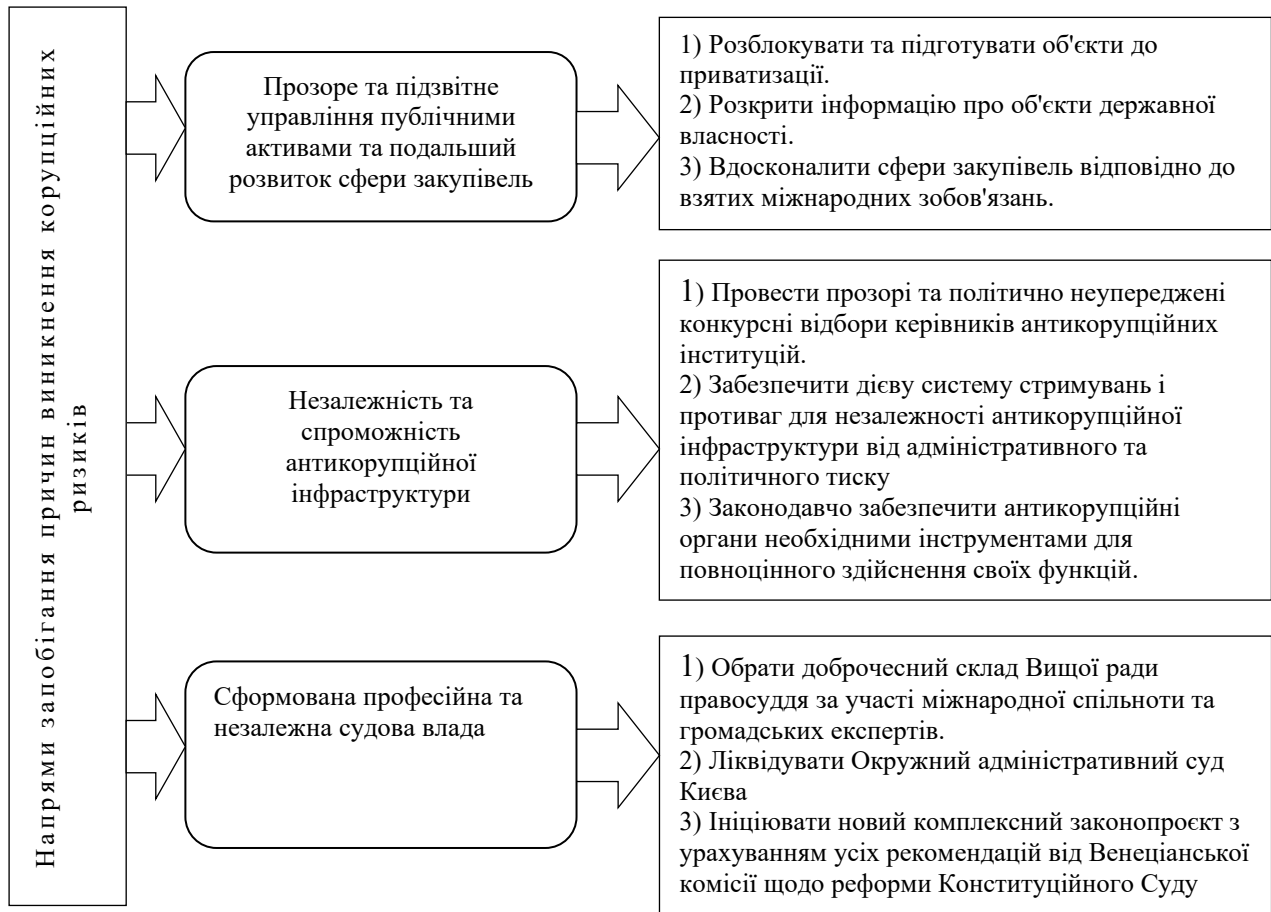 Напрями запобігання причин виникнення корупційних
ризиків
Прозоре та підзвітне
управління публічними
активами та подальший
розвиток сфери закупівель
1) Розблокувати та підготувати об'єкти до
приватизації.
2) Розкрити інформацію про об'єкти державної
власності.
3) Вдосконалити сфери закупівель відповідно до
взятих міжнародних зобов'язань.
Незалежність та
спроможність
антикорупційної
інфраструктури
1) Провести прозорі та політично неупереджені
конкурсні відбори керівників антикорупційних
інституцій.
2) Забезпечити дієву систему стримувань і
противаг для незалежності антикорупційної
інфраструктури від адміністративного та
політичного тиску
3) Законодавчо забезпечити антикорупційні
органи необхідними інструментами для
повноцінного здійснення своїх функцій.
Сформована професійна та
незалежна судова влада
1) Обрати доброчесний склад Вищої ради
правосуддя за участі міжнародної спільноти та
громадських експертів.
2) Ліквідувати Окружний адміністративний суд
Києва
3) Ініціювати новий комплексний законопроєкт з
урахуванням усіх рекомендацій від Венеціанської
комісії щодо реформи Конституційного Суду